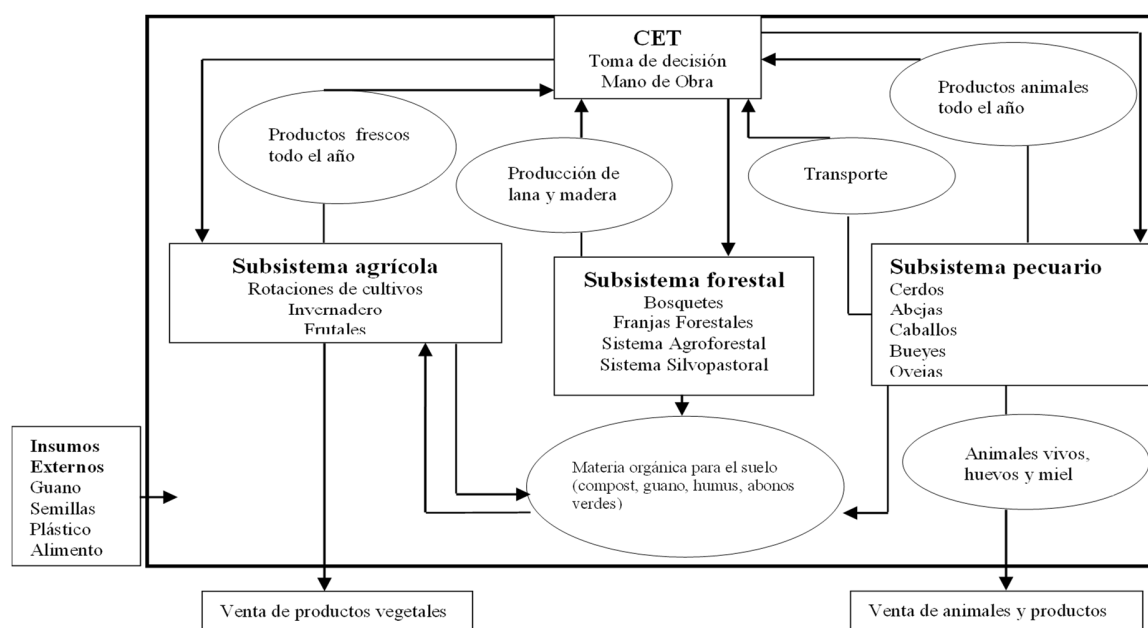 CET
Toma de decisión
Mano de Obra
Productos frescos
todo el año
Producción de
lana y madera
Transporte
Productos animales
todo el año
Subsistema agrícola
Rotaciones de cultivos
Invernadero
Frutales
Subsistema forestal
Bosquetes
Franjas Forestales
Sistema Agroforestal
Sistema Silvopastoral
Subsistema pecuario
Cerdos
Abejas
Caballos
Bueyes
Ovejas
Insumos
Externos
Guano
Semillas
Plástico
Alimento
Materia orgánica para el suelo
(compost, guano, humus, abonos
verdes)
Animales vivos,
huevos y miel
Venta de productos vegetales
Venta de animales y productos